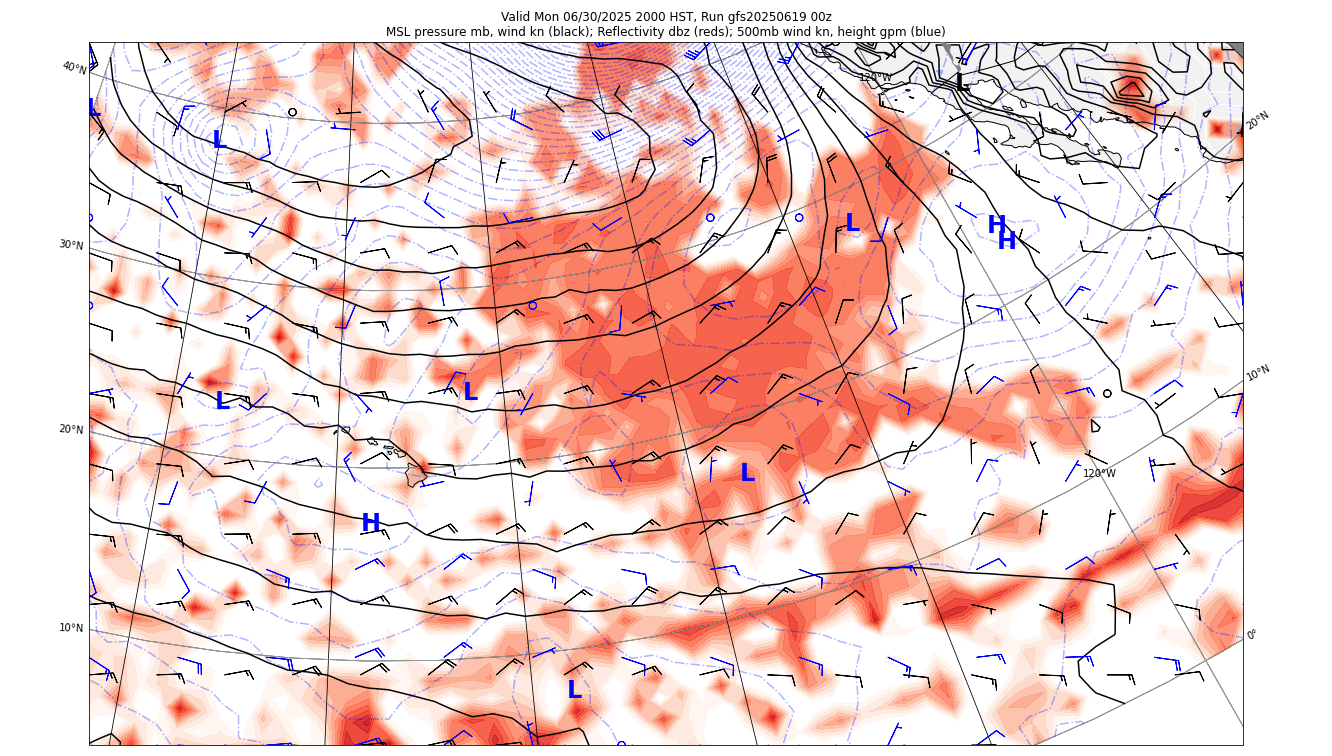 Valid Mon 06/30/2025 2000 HST, Run gfs20250619 00z
MSL pressure mb, wind kn (black); Reflectivity dbz (reds); 500mb wind kn, height gpm (blue)
40°N
120°W
L
20°N
L
L
L
H
H
30°N
10°N
L
L
20°N
L
120°W
H
10°N
0°
L